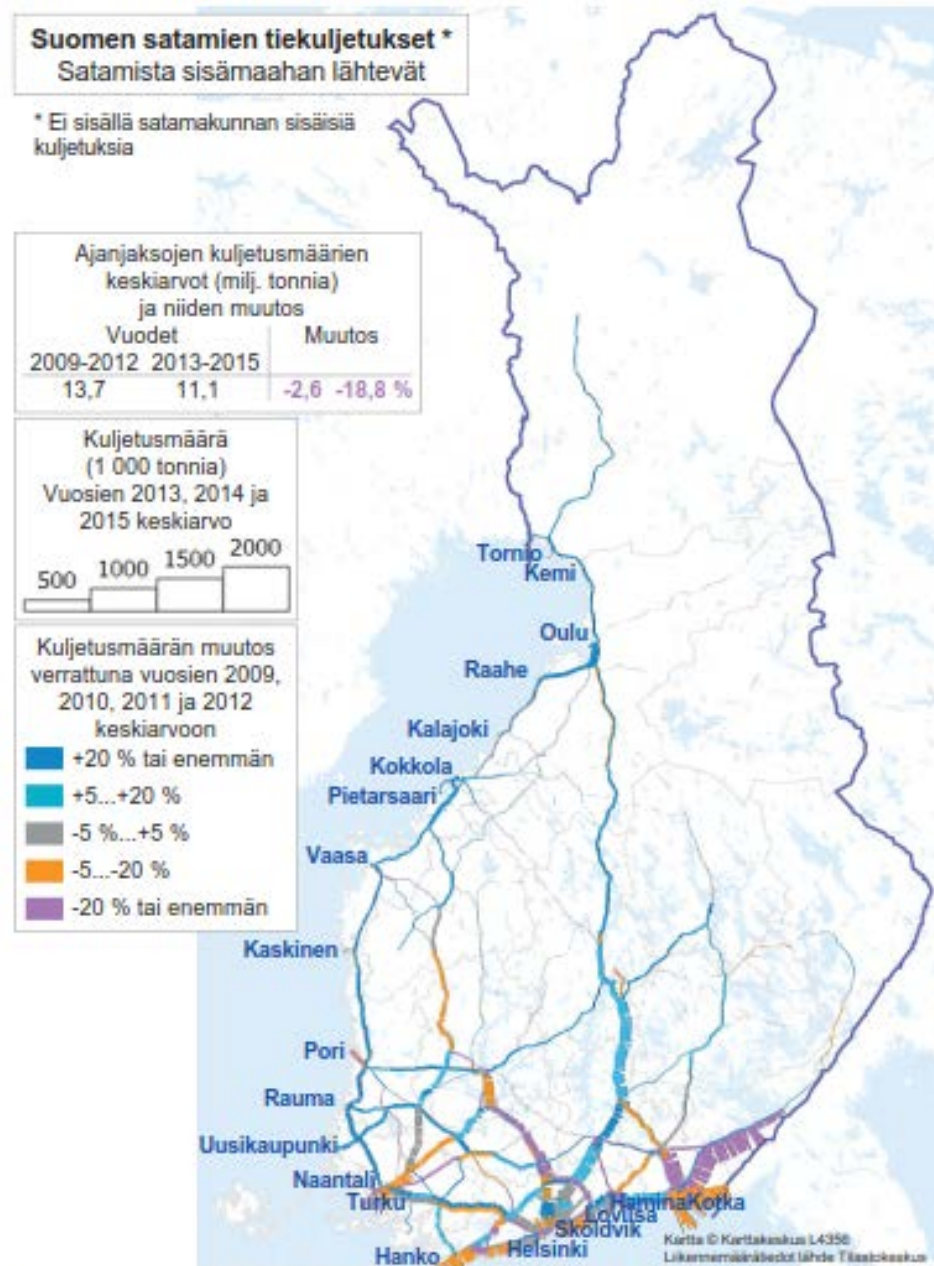 Suomen satamien tiekuljetukset *
Satamista sisämaahan lähtevät
* Ei sisällä satamakunnan sisäisiä
kuljetuksia
Ajanjaksojen kuljetusmäärien
keskiarvot (milj. tonnia)
ja niiden muutos
Vuodet Muutos
2009-2012 2013-2015
13,7 11,1 -2,6 -18,8 %
Kuljetusmäärä
(1 000 tonnia)
Vuosien 2013, 2014 ja
2015 keskiarvo
500 1000 1500 2000
Kuljetusmäärän muutos
verrattuna vuosien 2009,
2010, 2011 ja 2012
keskiarvoon
+20 % tai enemmän
+5...+20 %
-5 %...+5 %
-5...-20 %
-20 % tai enemmän
Tornio
Kemi
Oulu
Raahe
Kalajoki
Kokkola
Pietarsaari
Vaasa
Kaskinen
Pori
Rauma
Uusikaupunki
Naantali
Turku
HaminaKotka
Loviisa
Sköldvik
Helsinki
Hanko
Kartta © Karttakeskus L4356
Liikennemäärätiedot lähde Tilastokeskus